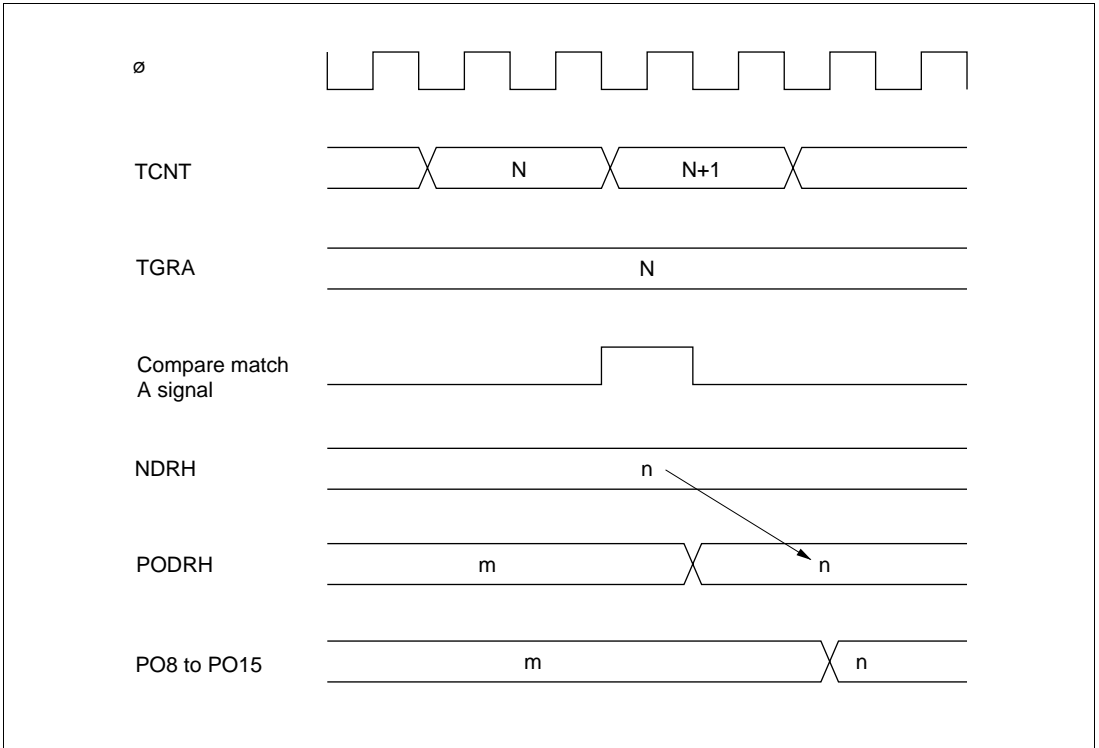 ø
TCNT
N
N+1
TGRA
N
Compare match
A signal
NDRH
n
PODRH
m
n
PO8 to PO15
m
n